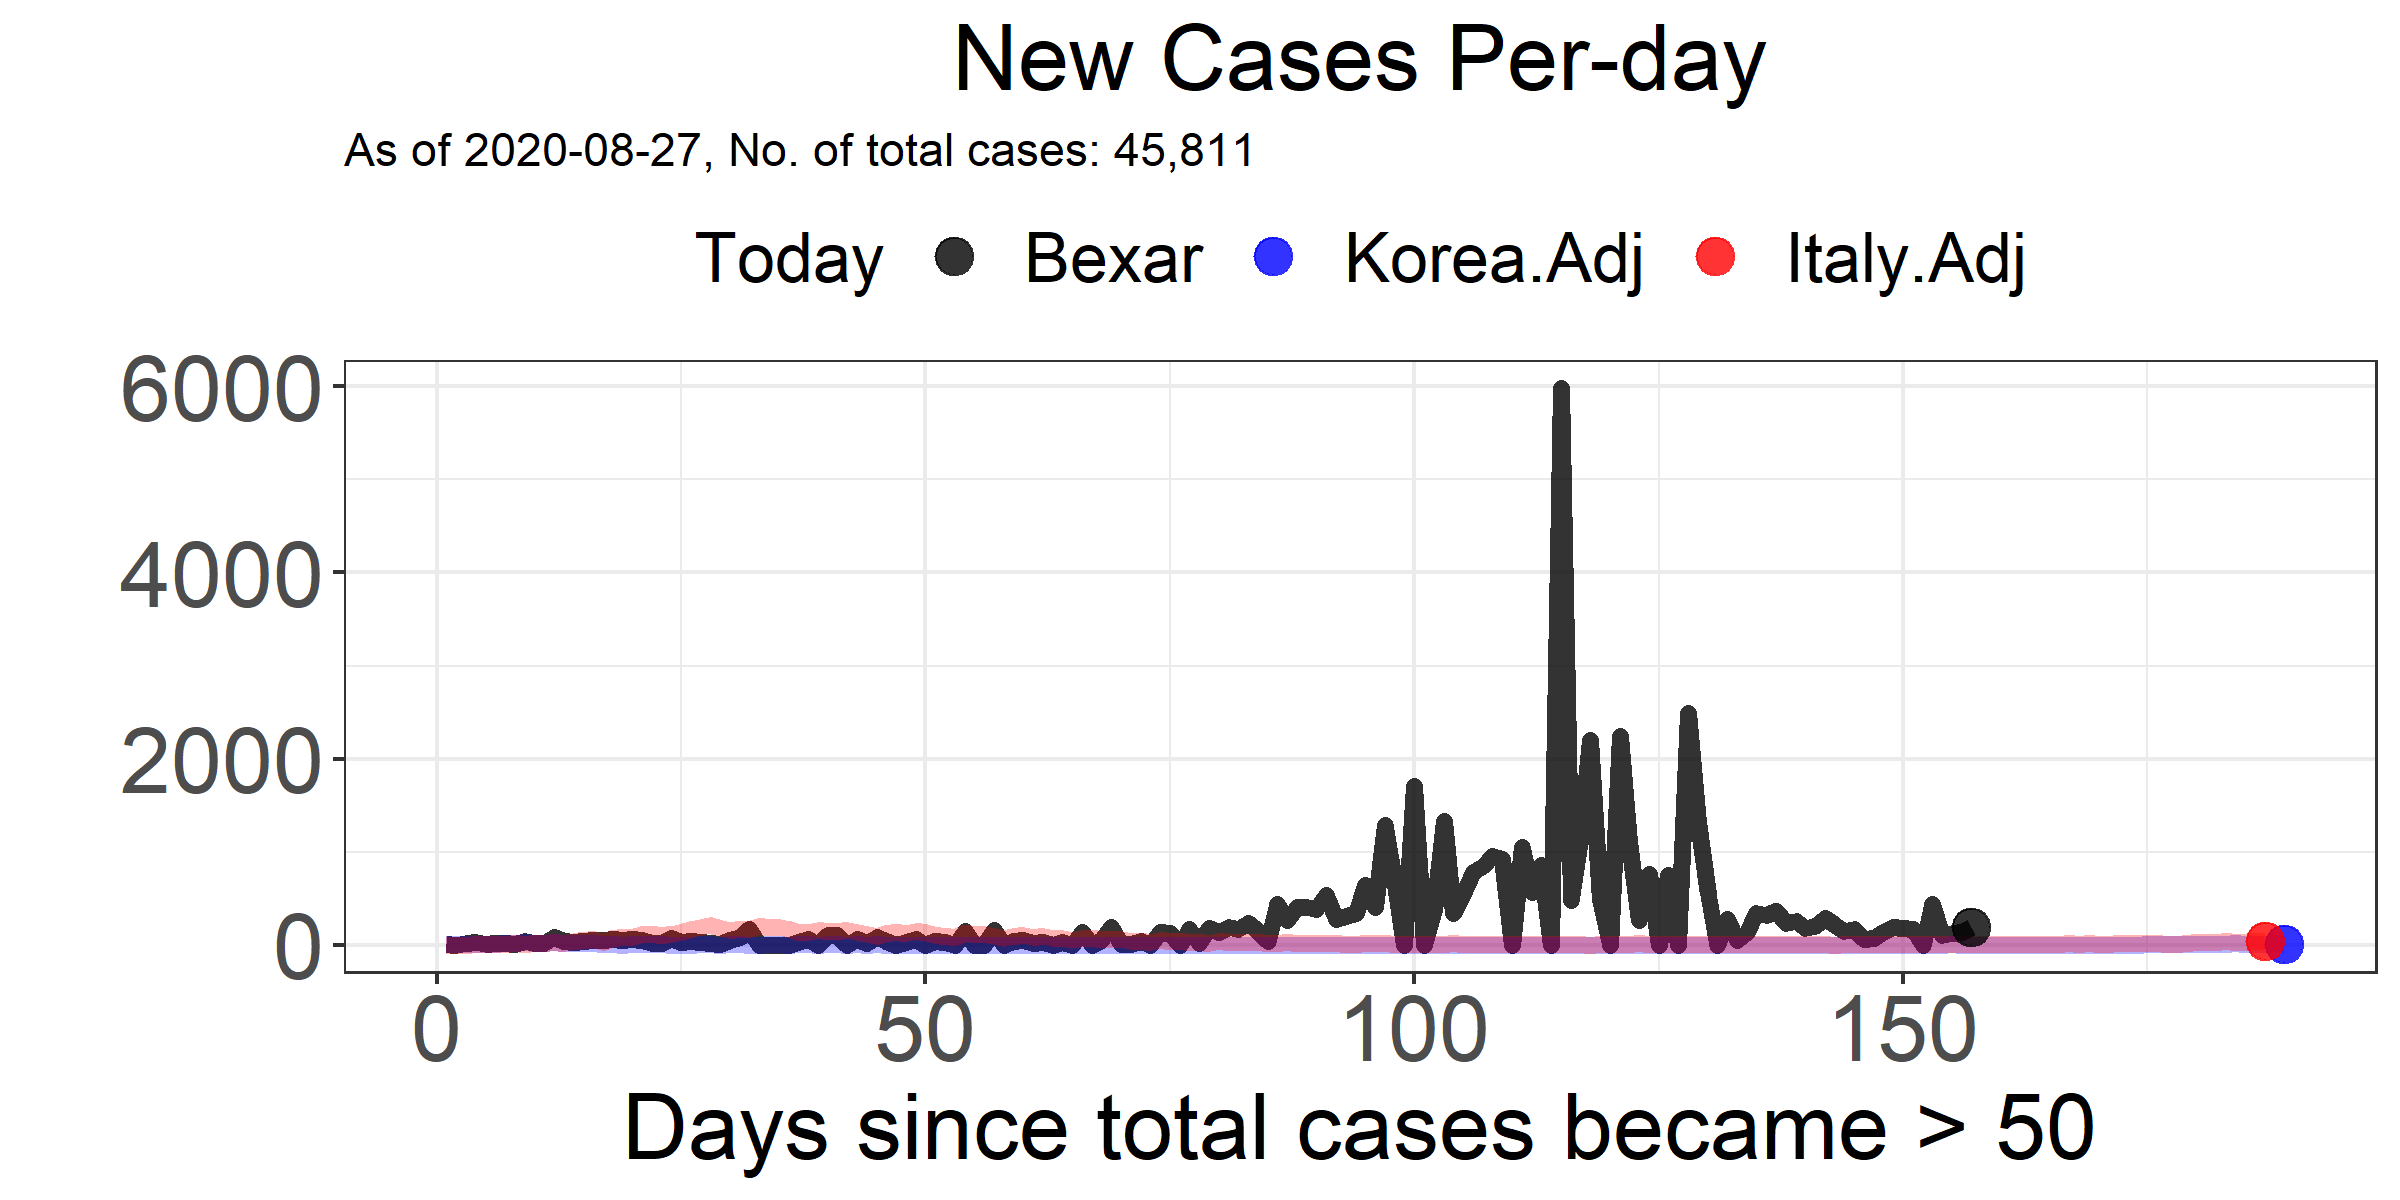 New Cases Per-day
As of 2020-08-27, No. of total cases: 45,811
Today Bexar Korea.Adj Italy.Adj
6000
4000
2000
0
0 50 100 150
Days since total cases became > 50